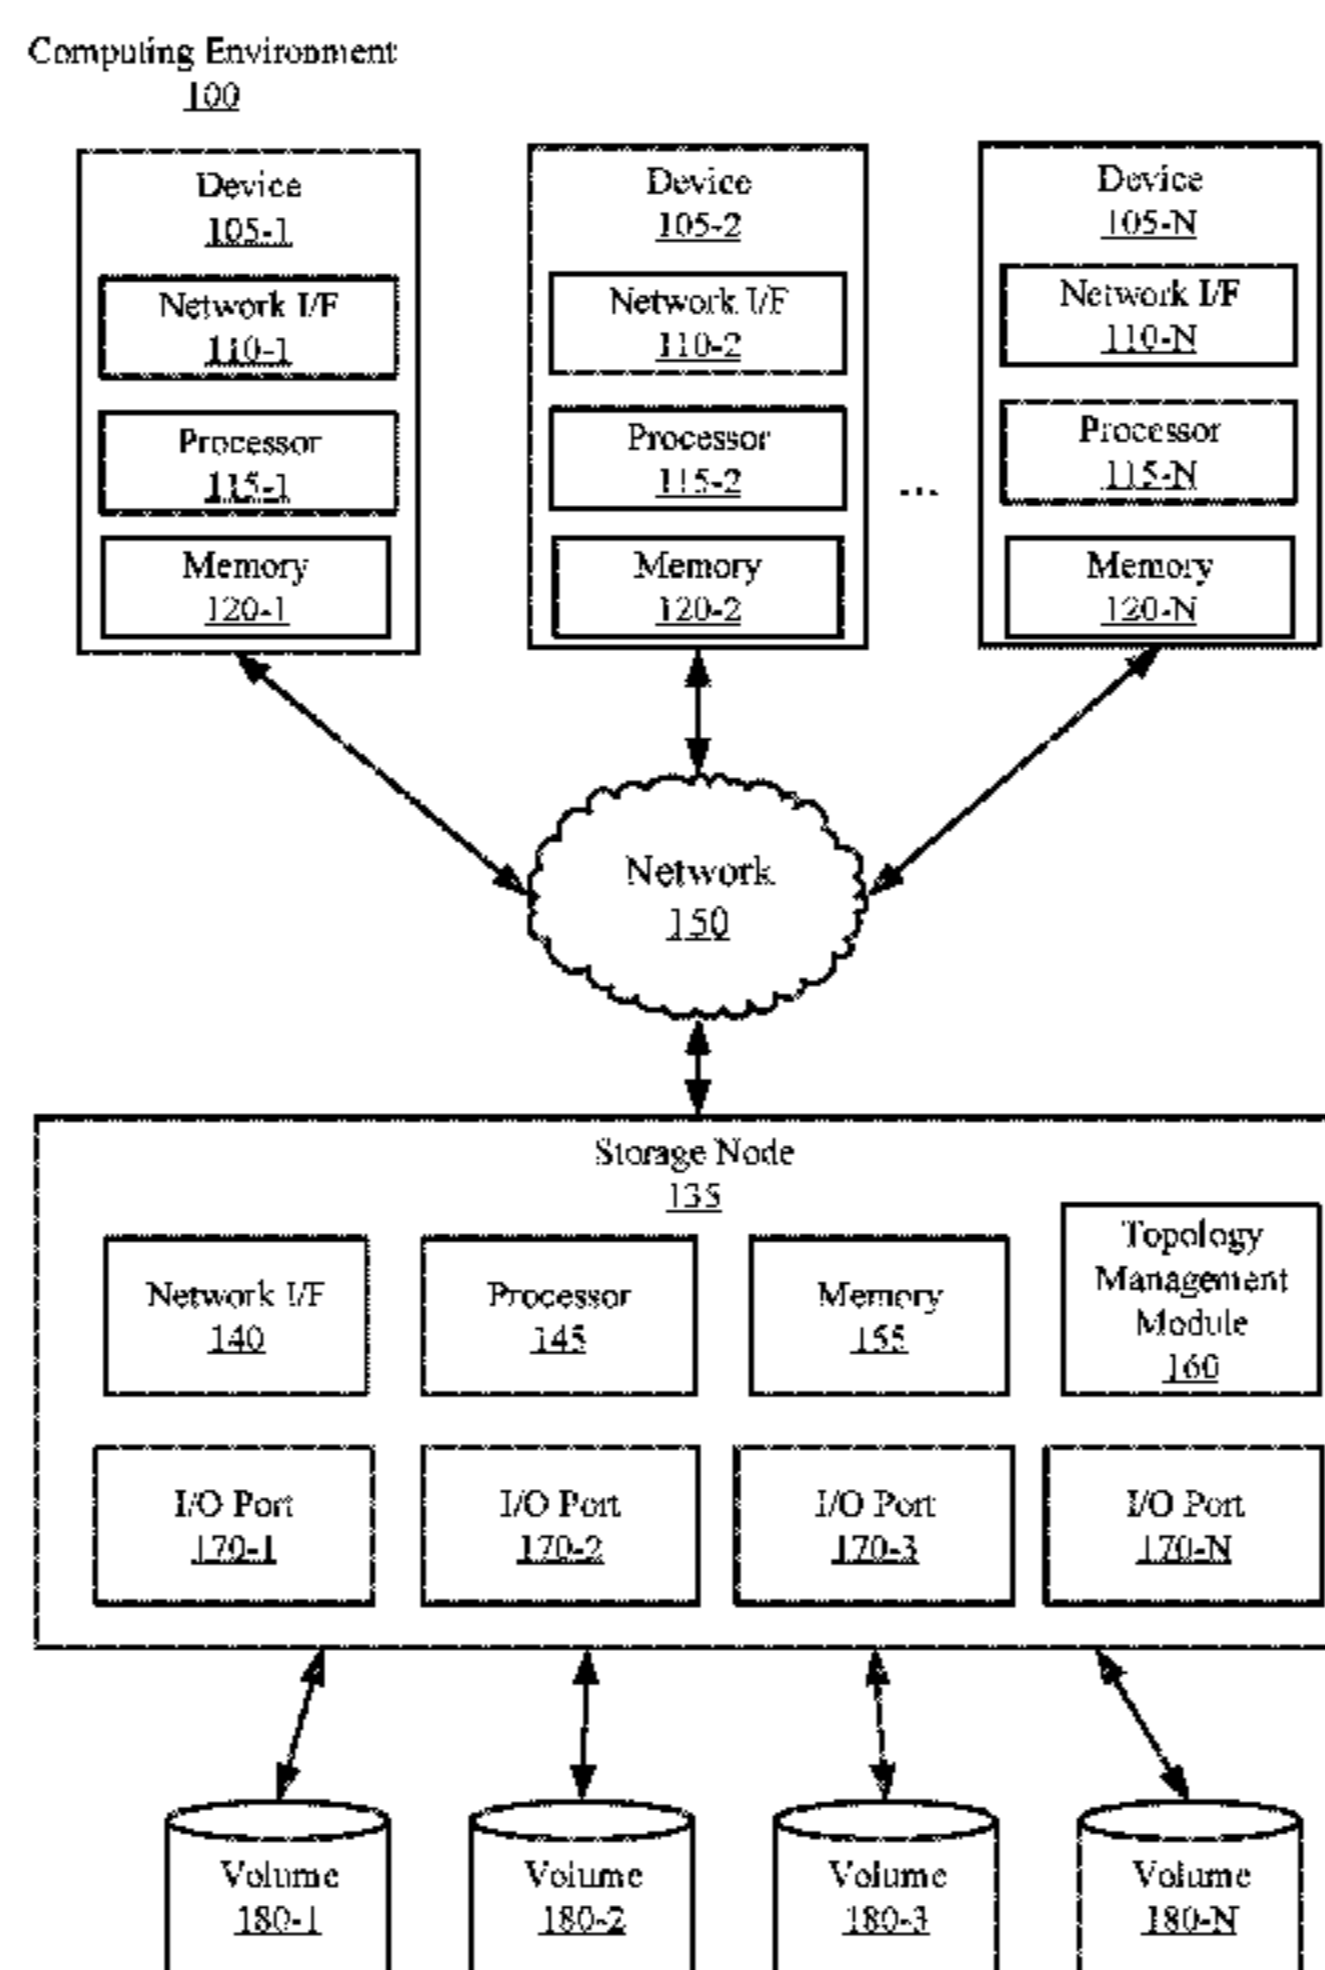 Computing Environment
100
Device
105-1
Network I/F
110-1
Processor
115-1
Memory
120-1
Device
105-2
Network I/F
110-2
Processor
115-2
Memory
120-2
...
Device
105-N
Network I/F
110-N
Processor
115-N
Memory
120-N
Network
150
Storage Node
135
Network I/F
140
Processor
145
Memory
155
Topology
Management
Module
160
I/O Port
170-1
I/O Port
170-2
I/O Port
170-3
I/O Port
170-N
Volume
180-1
Volume
180-2
Volume
180-3
Volume
180-N